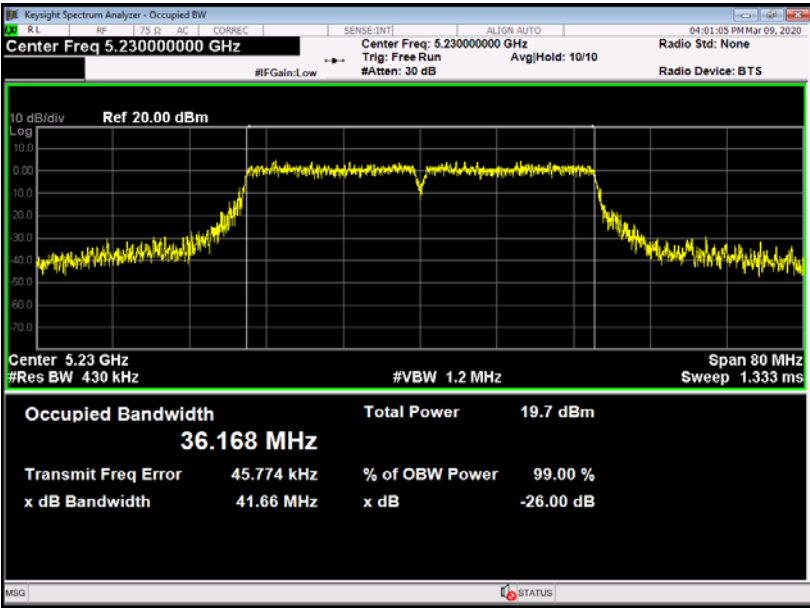 Keysight Spectrum Analyzer - Occupied BW
RL RF 75 Ω AC CORREC SENSE:INT ALIGN AUTO 04:01:05 PM Mar 09, 2020
Center Freq 5.230000000 GHz Center Freq: 5.230000000 GHz Radio Std: None
Trig: Free Run Avg|Hold: 10/10
#IFGain:Low #Atten: 30 dB Radio Device: BTS
10 dB/div Ref 20.00 dBm
Log
10.0
0.00
-10.0
-20.0
-30.0
-40.0
-50.0
-60.0
-70.0
Center 5.23 GHz Span 80 MHz
#Res BW 430 kHz #VBW 1.2 MHz Sweep 1.333 ms
Occupied Bandwidth Total Power 19.7 dBm
36.168 MHz
Transmit Freq Error 45.774 kHz % of OBW Power 99.00 %
x dB Bandwidth 41.66 MHz x dB -26.00 dB
MSG STATUS